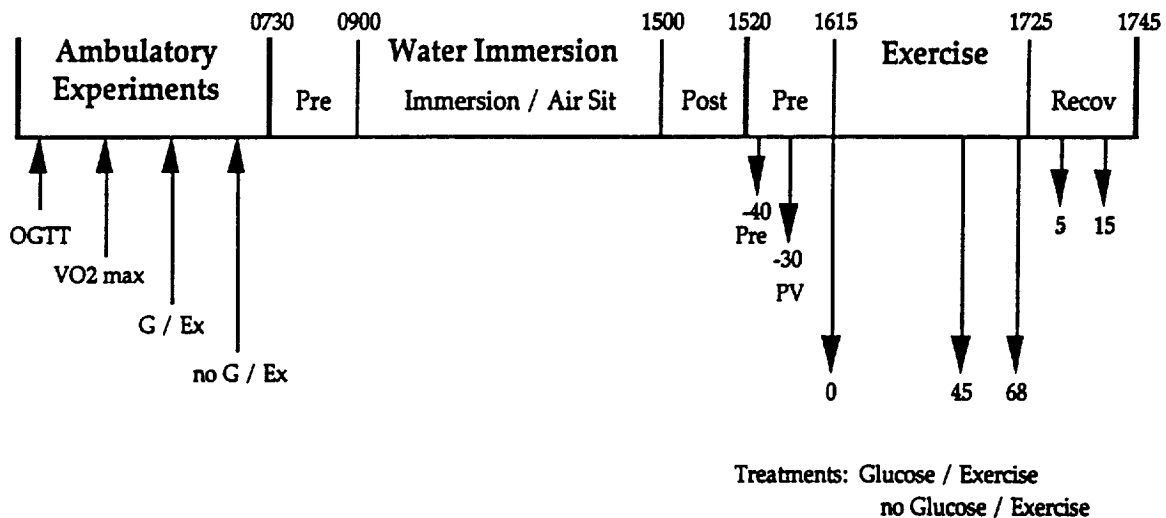 0730 0900 1500 1520 1615 1725 1745
Ambulatory Experiments
Water Immersion
Exercise
Pre
Immersion / Air Sit
Post
Pre
Recov
OGTT
VO2 max
G / Ex
no G / Ex
-40
Pre
-30
PV
0
45
68
5
15
Treatments: Glucose / Exercise
no Glucose / Exercise